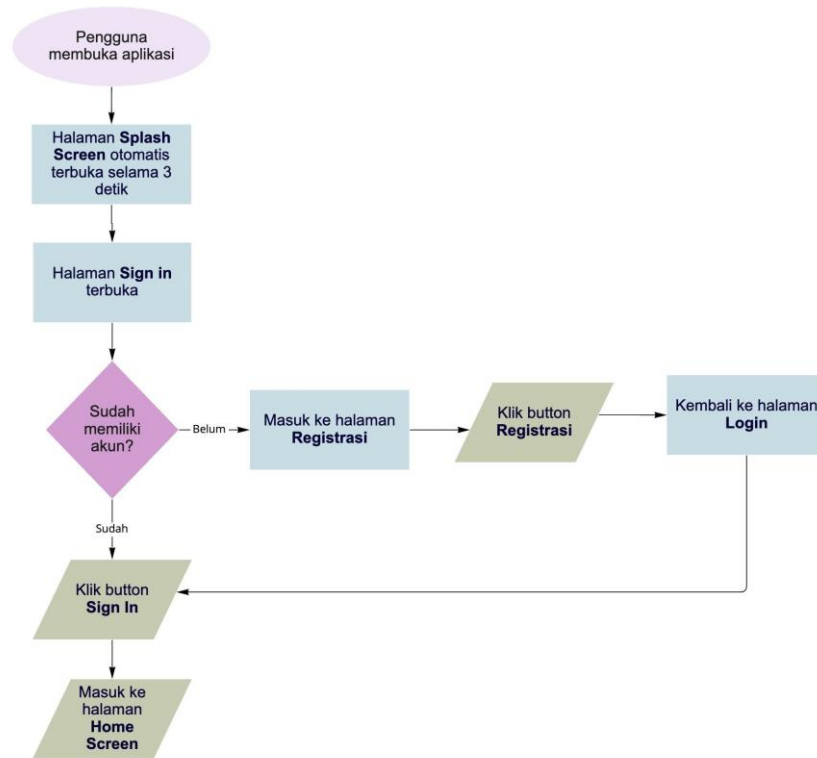 Pengguna
membuka aplikasi
Halaman Splash
Screen otomatis
terbuka selama 3
detik
Halaman Sign in
terbuka
Sudah
memiliki
akun?
Belum
Masuk ke halaman
Registrasi
Klik button
Registrasi
Kembali ke halaman
Login
Sudah
Klik button
Sign In
Masuk ke
halaman
Home
Screen